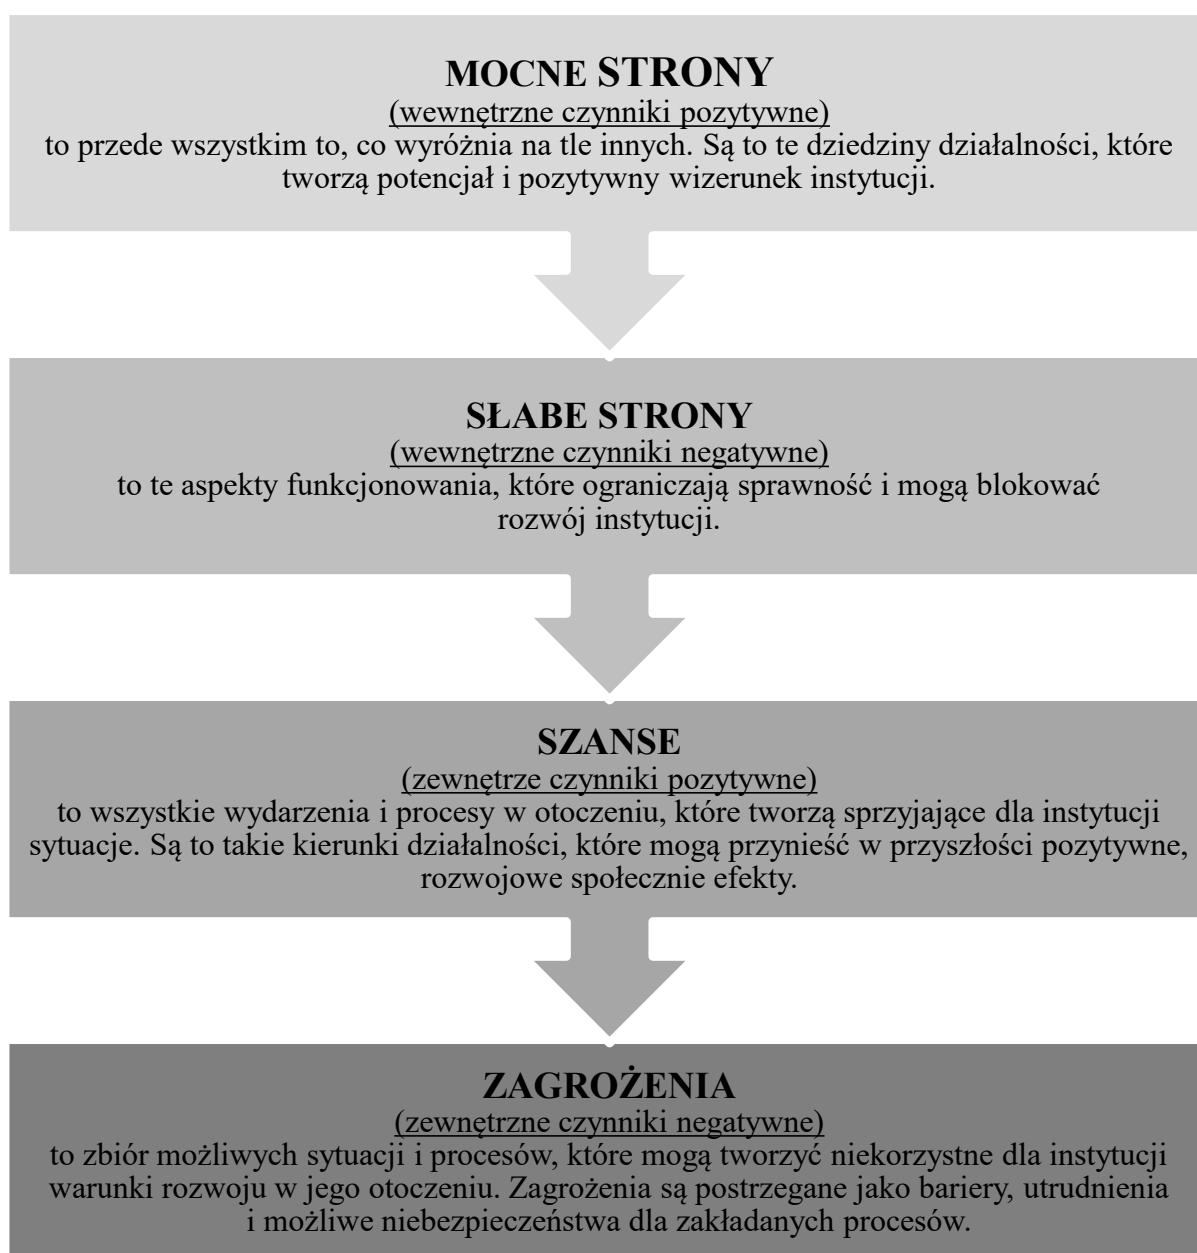 MOCNE STRONY
(wewnętrzne czynniki pozytywne)
to przede wszystkim to, co wyróżnia na tle innych. Są to te dziedziny działalności, które
tworzą potencjał i pozytywny wizerunek instytucji.
SŁABE STRONY
(wewnętrzne czynniki negatywne)
to te aspekty funkcjonowania, które ograniczają sprawność i mogą blokować
rozwój instytucji.
SZANSE
(zewnętrze czynniki pozytywne)
to wszystkie wydarzenia i procesy w otoczeniu, które tworzą sprzyjające dla instytucji
sytuacje. Są to takie kierunki działalności, które mogą przynieść w przyszłości pozytywne,
rozwojowe społecznie efekty.
ZAGROŻENIA
(zewnętrzne czynniki negatywne)
to zbiór możliwych sytuacji i procesów, które mogą tworzyć niekorzystne dla instytucji
warunki rozwoju w jego otoczeniu. Zagrożenia są postrzegane jako bariery, utrudnienia
i możliwe niebezpieczeństwa dla zakładanych procesów.